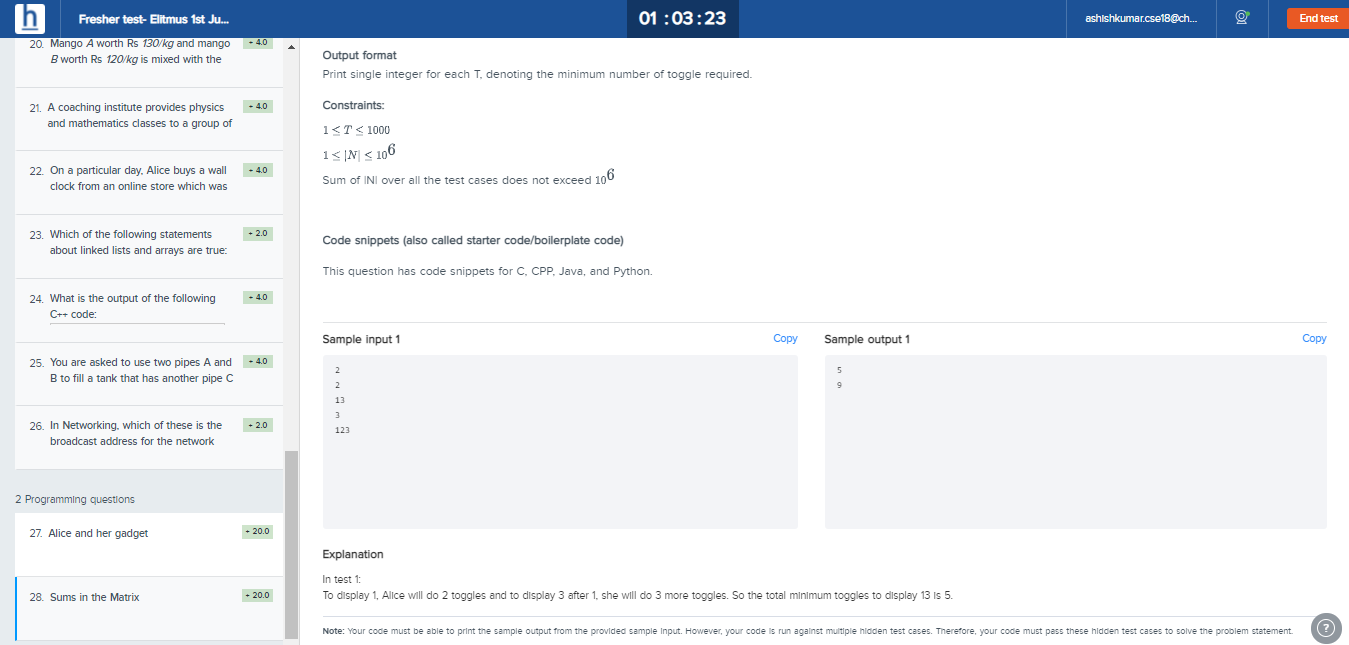 h
Fresher test- Elitmus 1st Ju...
01 :03:23
ashishkumar.cse18@ch...
End test
20. Mango A worth Rs 130/kg and mango
B worth Rs 120/kg is mixed with the
+ 4.0
21. A coaching institute provides physics
and mathematics classes to a group of
+ 4.0
22. On a particular day, Alice buys a wall
clock from an online store which was
+ 4.0
23. Which of the following statements
about linked lists and arrays are true:
+ 2.0
24. What is the output of the following
C++ code:
+ 4.0
25. You are asked to use two pipes A and
B to fill a tank that has another pipe C
+ 4.0
26. In Networking, which of these is the
broadcast address for the network
+ 2.0
2 Programming questions
27. Alice and her gadget
+ 20.0
28. Sums in the Matrix
+ 20.0
Output format
Print single integer for each T, denoting the minimum number of toggle required.
Constraints:
1 ≤ T ≤ 1000
1 ≤ |N| ≤ 10^6
Sum of |N| over all the test cases does not exceed 10^6
Code snippets (also called starter code/boilerplate code)
This question has code snippets for C, CPP, Java, and Python.
Sample input 1
Copy
2
2
13
3
123
Sample output 1
Copy
5
9
Explanation
In test 1:
To display 1, Alice will do 2 toggles and to display 3 after 1, she will do 3 more toggles. So the total minimum toggles to display 13 is 5.
Note: Your code must be able to print the sample output from the provided sample input. However, your code is run against multiple hidden test cases. Therefore, your code must pass these hidden test cases to solve the problem statement.
?